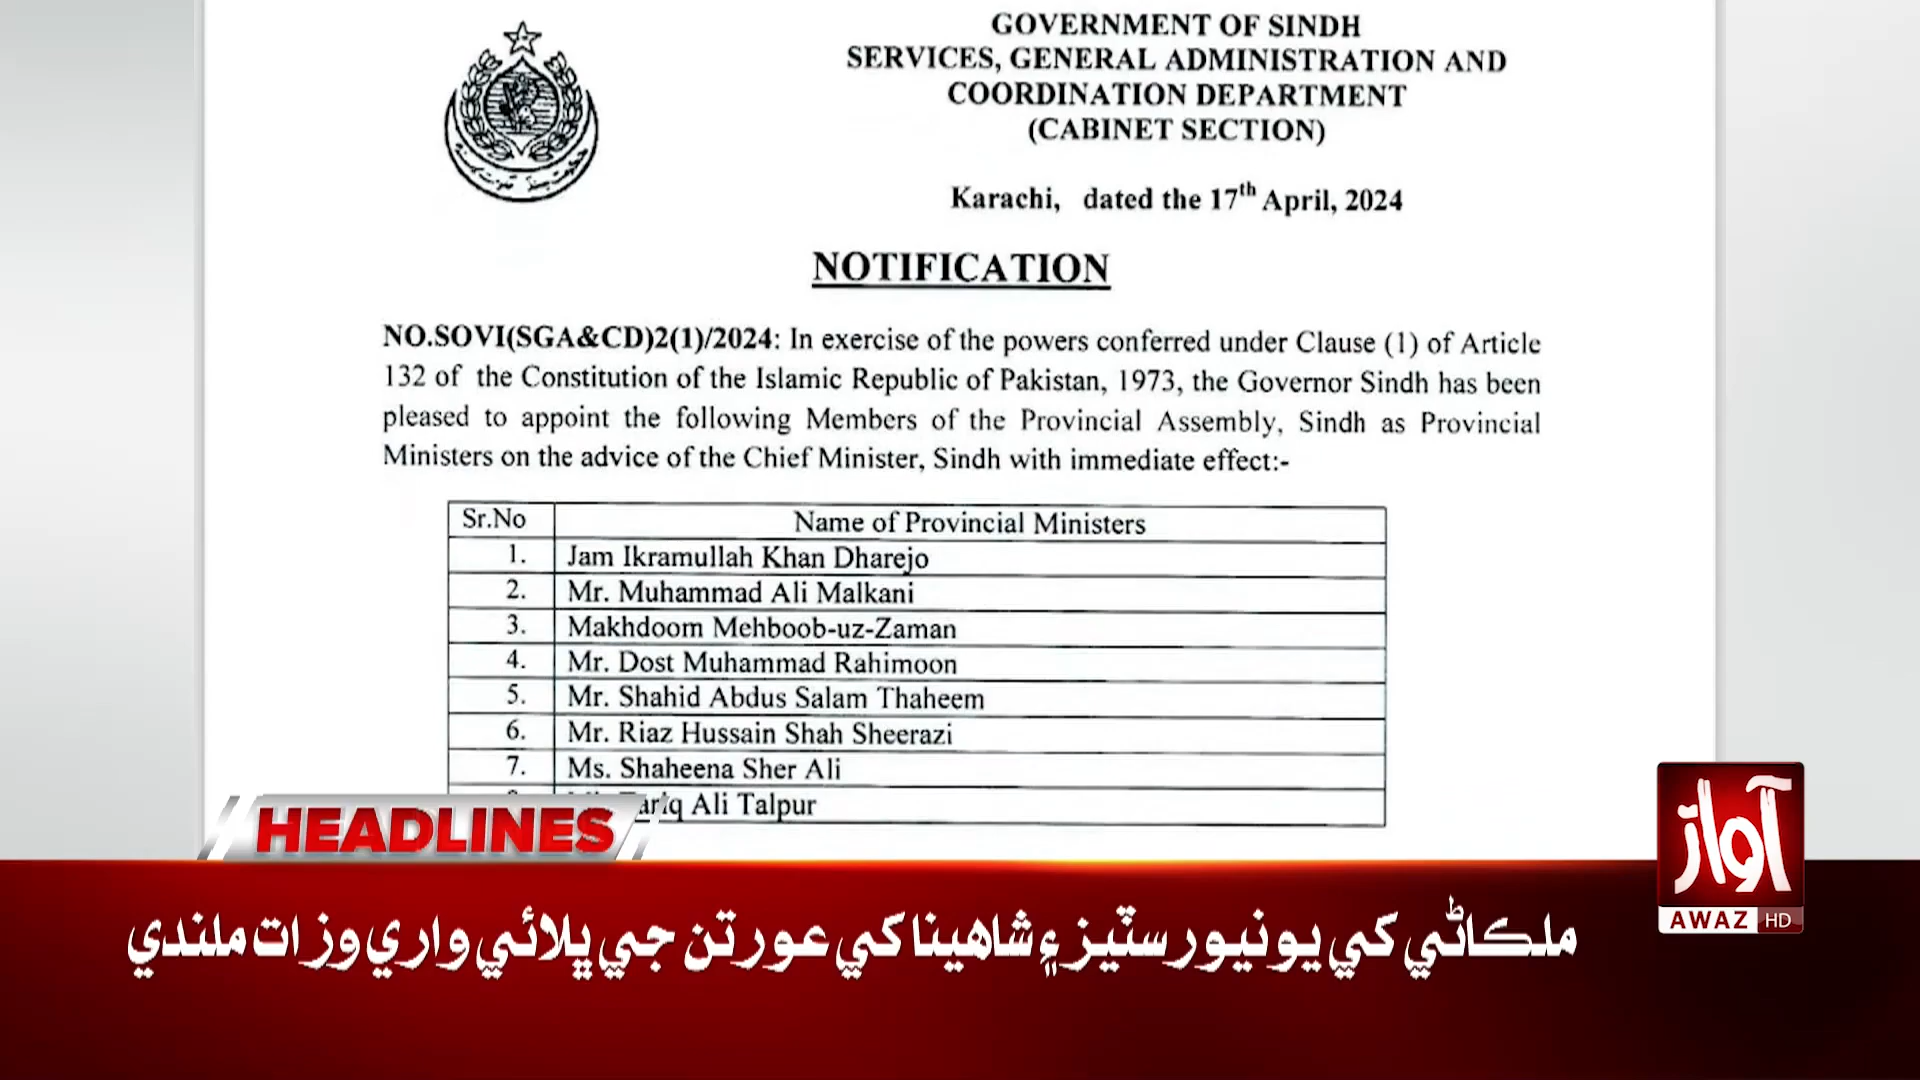 GOVERNMENT OF SINDH
SERVICES, GENERAL ADMINISTRATION AND
COORDINATION DEPARTMENT
(CABINET SECTION)
Karachi, dated the 17th April, 2024
NOTIFICATION
NO.SOVI(SGA&CD)2(1)/2024: In exercise of the powers conferred under Clause (1) of Article
132 of the Constitution of the Islamic Republic of Pakistan, 1973, the Governor Sindh has been
pleased to appoint the following Members of the Provincial Assembly, Sindh as Provincial
Ministers on the advice of the Chief Minister, Sindh with immediate effect:-
Sr.No Name of Provincial Ministers
1. Jam Ikramullah Khan Dharejo
2. Mr. Muhammad Ali Malkani
3. Makhdoom Mehboob-uz-Zaman
4. Mr. Dost Muhammad Rahimoon
5. Mr. Shahid Abdus Salam Thaheem
6. Mr. Riaz Hussain Shah Sheerazi
7. Ms. Shaheena Sher Ali
Ali Talpur
HEADLINES
آواز
AWAZ HD
ملڪاڻي کي يونيورسٽيز ۽ شاهينا کي عورتن جي ڀلائي واري وزرات ملندي